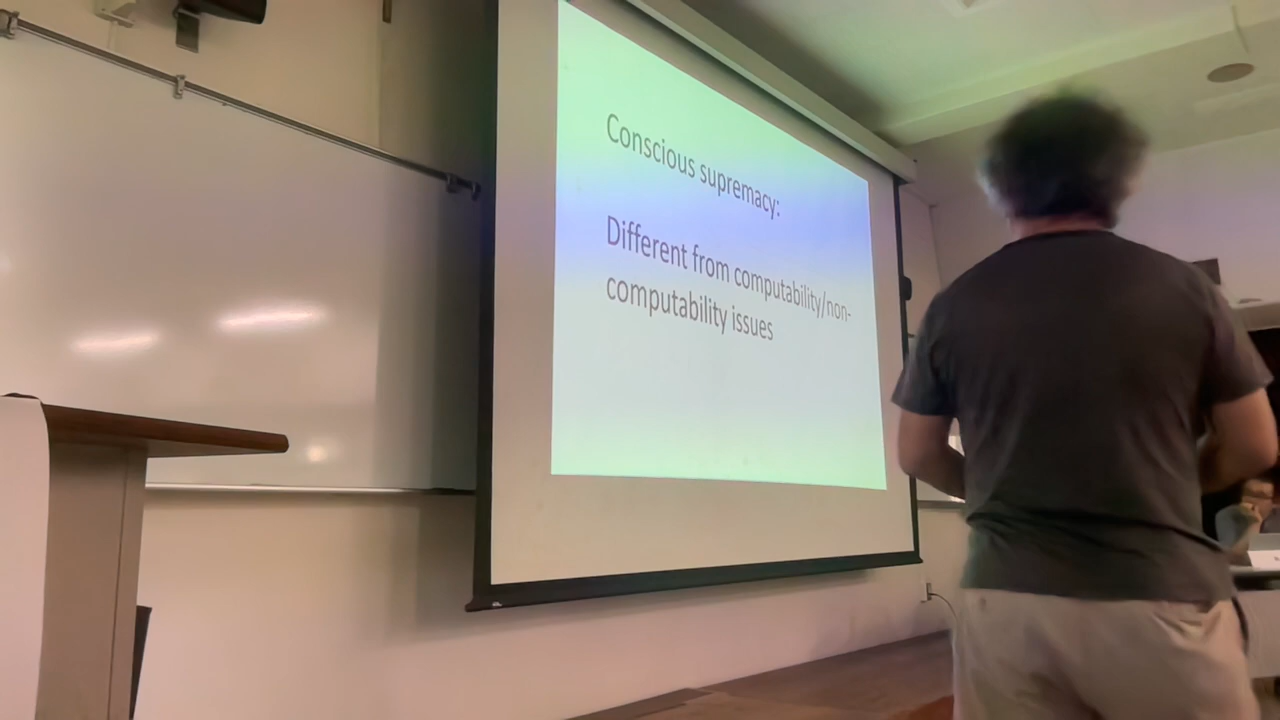 Conscious supremacy:
Different from computability/non-
computability issues